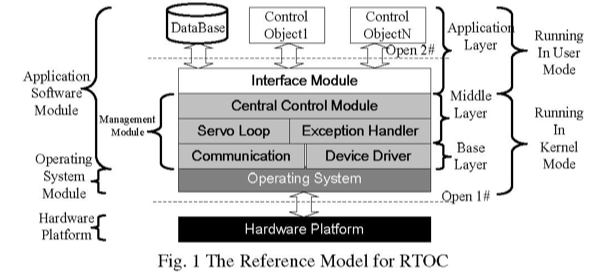 DataBase
Control
Object1
Control
ObjectN
Open 2#
Application
Layer
Running
In User
Mode
Application
Software
Module
Interface Module
Management
Module
Central Control Module
Middle
Layer
Servo Loop
Exception Handler
Running
In
Kernel
Mode
Communication
Device Driver
Base
Layer
Operating
System
Module
Operating System
Open 1#
Hardware
Platform
Hardware Platform
Fig. 1 The Reference Model for RTOC